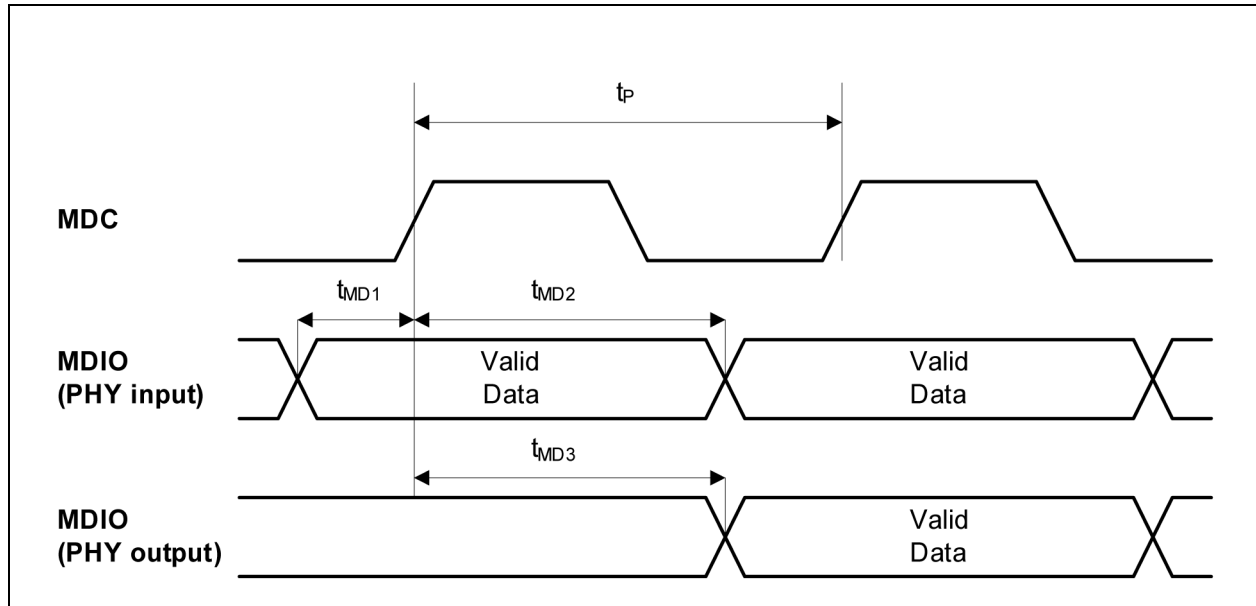 tP
MDC
tMD1
tMD2
MDIO
(PHY input)
Valid
Data
Valid
Data
tMD3
MDIO
(PHY output)
Valid
Data